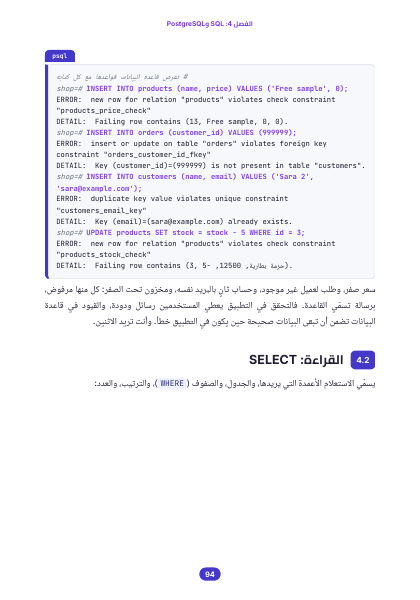 الفصل 4: SQL وPostgreSQL
psql
# تفرض قاعدة البيانات قواعدها مع كل كتابة
shop=# INSERT INTO products (name, price) VALUES ('Free sample', 0);
ERROR:  new row for relation "products" violates check constraint
"products_price_check"
DETAIL:  Failing row contains (13, Free sample, 0, 0).
shop=# INSERT INTO orders (customer_id) VALUES (999999);
ERROR:  insert or update on table "orders" violates foreign key
constraint "orders_customer_id_fkey"
DETAIL:  Key (customer_id)=(999999) is not present in table "customers".
shop=# INSERT INTO customers (name, email) VALUES ('Sara 2',
'sara@example.com');
ERROR:  duplicate key value violates unique constraint
"customers_email_key"
DETAIL:  Key (email)=(sara@example.com) already exists.
shop=# UPDATE products SET stock = stock - 5 WHERE id = 3;
ERROR:  new row for relation "products" violates check constraint
"products_stock_check"
DETAIL:  Failing row contains (3, حزمة بطارية, 12500, -5).
سعر صفر، وطلب لعميل غير موجود، وحساب ثانٍ بالبريد نفسه، ومخزون تحت الصفر: كل منها مرفوض،
برسالة تسمّي القاعدة. فالتحقق في التطبيق يعطي المستخدمين رسائل ودودة، والقيود في قاعدة
البيانات تضمن أن تبقى البيانات صحيحة حين يكون في التطبيق خطأ. وأنت تريد الاثنين.
4.2 القراءة: SELECT
يسمّي الاستعلام الأعمدة التي يريدها، والجدول، والصفوف (WHERE)، والترتيب، والعدد:
94